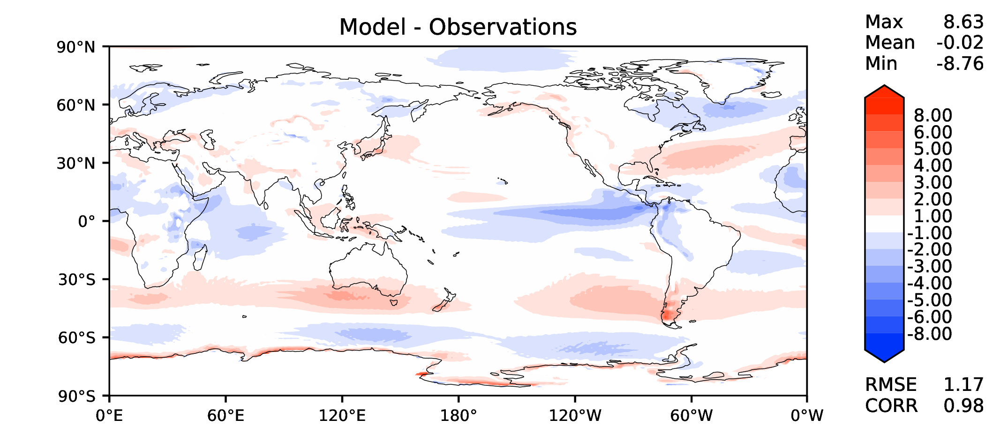 Model - Observations
Max 8.63
Mean -0.02
Min -8.76
90°N
60°N
30°N
0°
30°S
60°S
90°S
0°E 60°E 120°E 180° 120°W 60°W 0°W
8.00
6.00
5.00
4.00
3.00
2.00
1.00
-1.00
-2.00
-3.00
-4.00
-5.00
-6.00
-8.00
RMSE 1.17
CORR 0.98